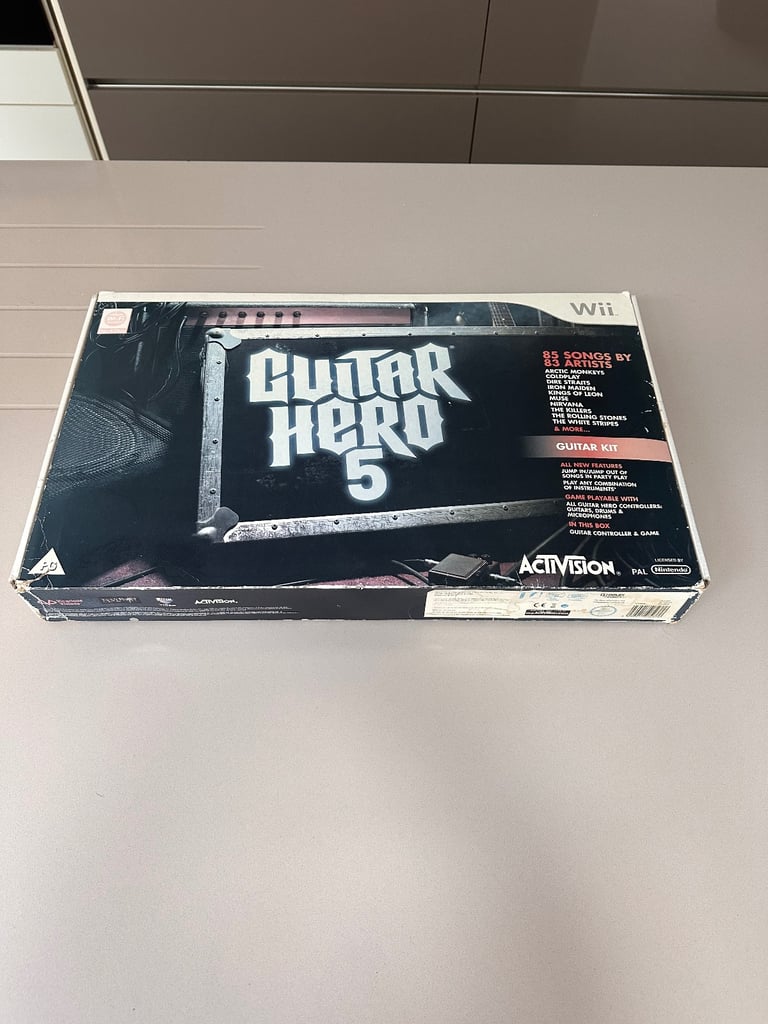 Wii
GUITAR
HERO
5
85 SONGS BY
83 ARTISTS
ARCTIC MONKEYS
COLDPLAY
DIRE STRAITS
IRON MAIDEN
KINGS OF LEON
MUSE
NIRVANA
THE KILLERS
THE ROLLING STONES
THE WHITE STRIPES
& MORE...
GUITAR KIT
ALL NEW FEATURES
JUMP IN/JUMP OUT OF
SONGS IN PARTY PLAY
PLAY ANY COMBINATION
OF INSTRUMENTS*
GAME PLAYABLE WITH
ALL GUITAR HERO CONTROLLERS:
GUITARS, DRUMS &
MICROPHONES
IN THIS BOX
GUITAR CONTROLLER & GAME
PG
ACTIVISION.
PAL
LICENSED BY
Nintendo
ACTIVISION.